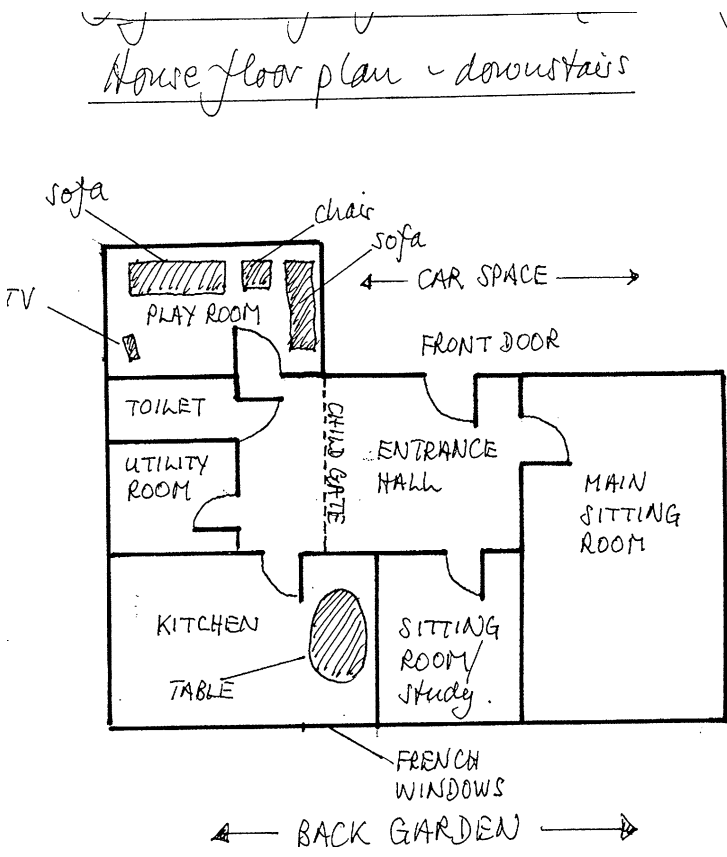 House floor plan - downstairs
sofa
chair
sofa
TV
CAR SPACE
PLAY ROOM
FRONT DOOR
TOILET
CHILD GATE
UTILITY
ROOM
ENTRANCE
HALL
MAIN
SITTING
ROOM
KITCHEN
TABLE
SITTING
ROOM/
study.
FRENCH
WINDOWS
BACK GARDEN